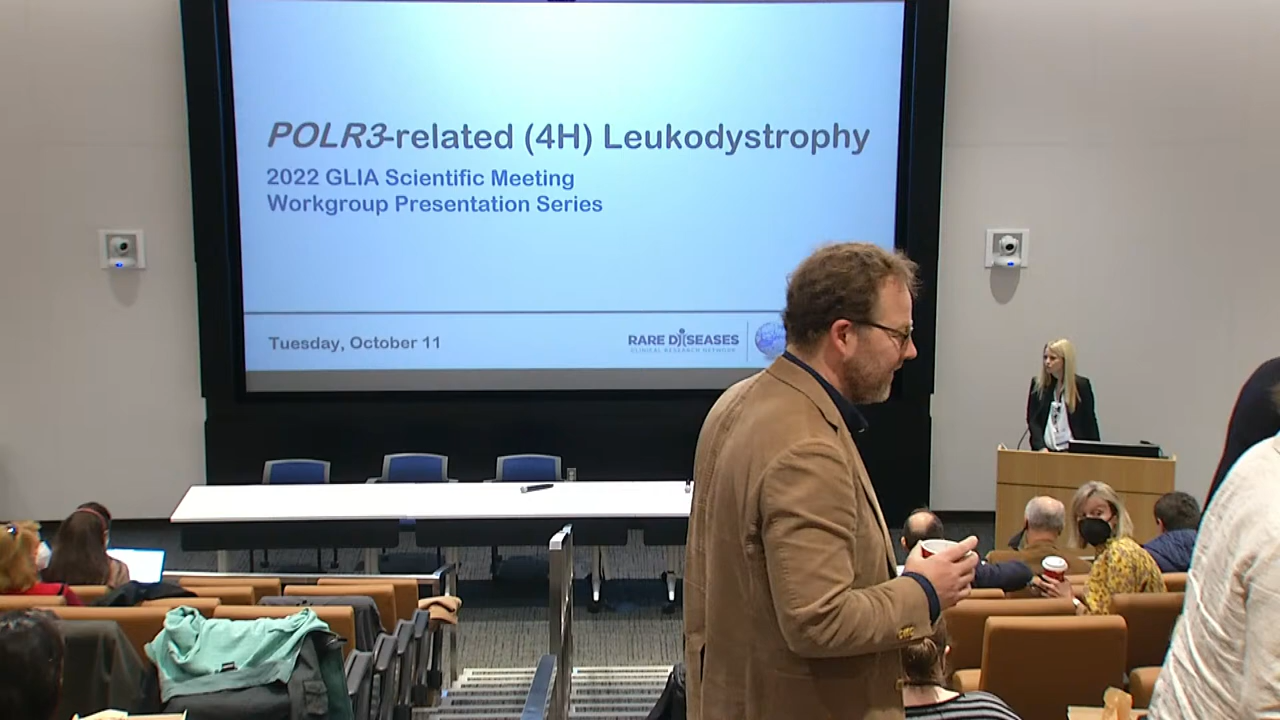 POLR3-related (4H) Leukodystrophy
2022 GLIA Scientific Meeting
Workgroup Presentation Series
Tuesday, October 11
RARE DISEASES
CLINICAL RESEARCH NETWORK